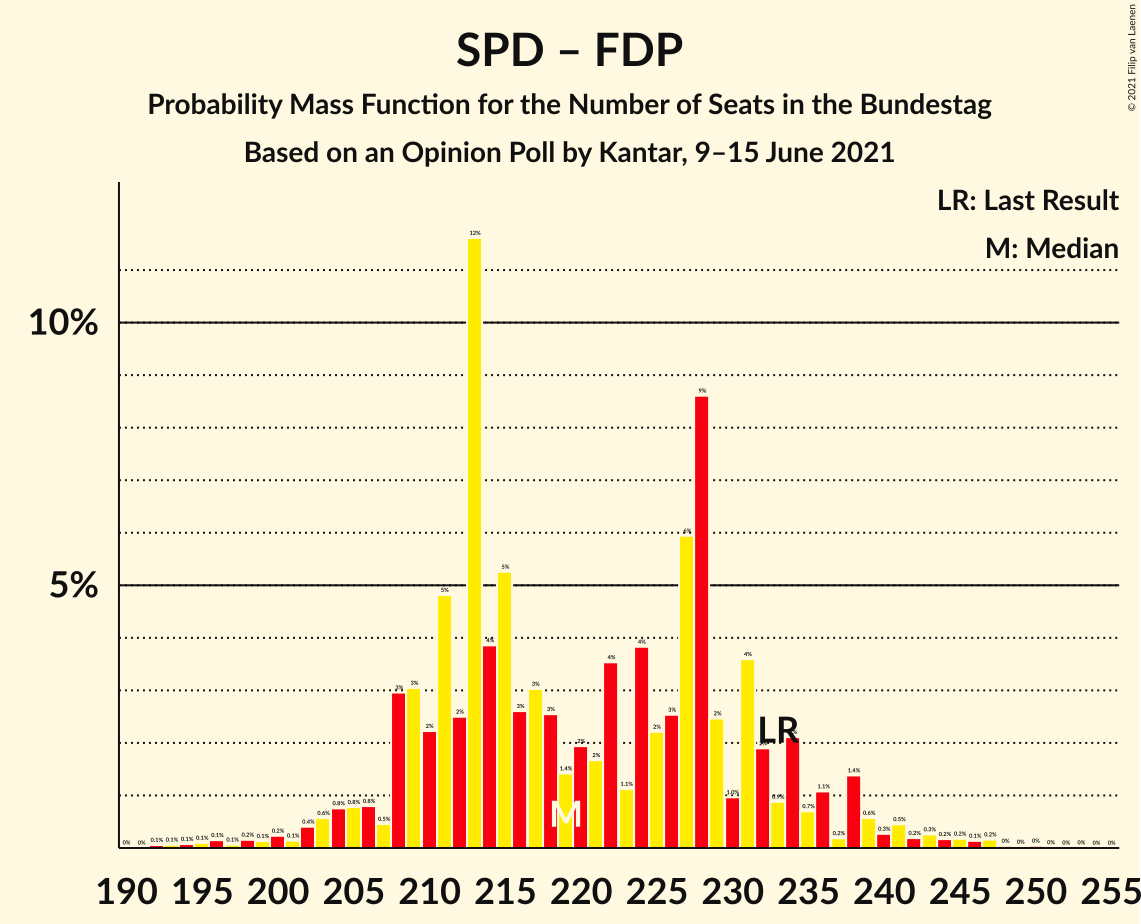 © 2021 Filip van Laenen
SPD – FDP
Probability Mass Function for the Number of Seats in the Bundestag
Based on an Opinion Poll by Kantar, 9–15 June 2021
LR: Last Result
M: Median
10%
5%
0% 0% 0.1% 0.1% 0.1% 0.1% 0.1% 0.1% 0.2% 0.1% 0.2% 0.1% 0.4% 0.6% 0.8% 0.8% 0.8% 0.5% 3% 3% 2% 5% 2% 12% 4% 5% 3% 3% 3% 1.4% 2% 2% 4% 1.1% 4% 2% 3% 6% 9% 2% 1.0% 4% 0.9% 0.7% 1.1% 0.2% 1.4% 0.6% 0.3% 0.5% 0.2% 0.3% 0.2% 0.2% 0.1% 0.2% 0% 0% 0% 0% 0% 0% 0% 0%
LR
M
190 195 200 205 210 215 220 225 230 235 240 245 250 255